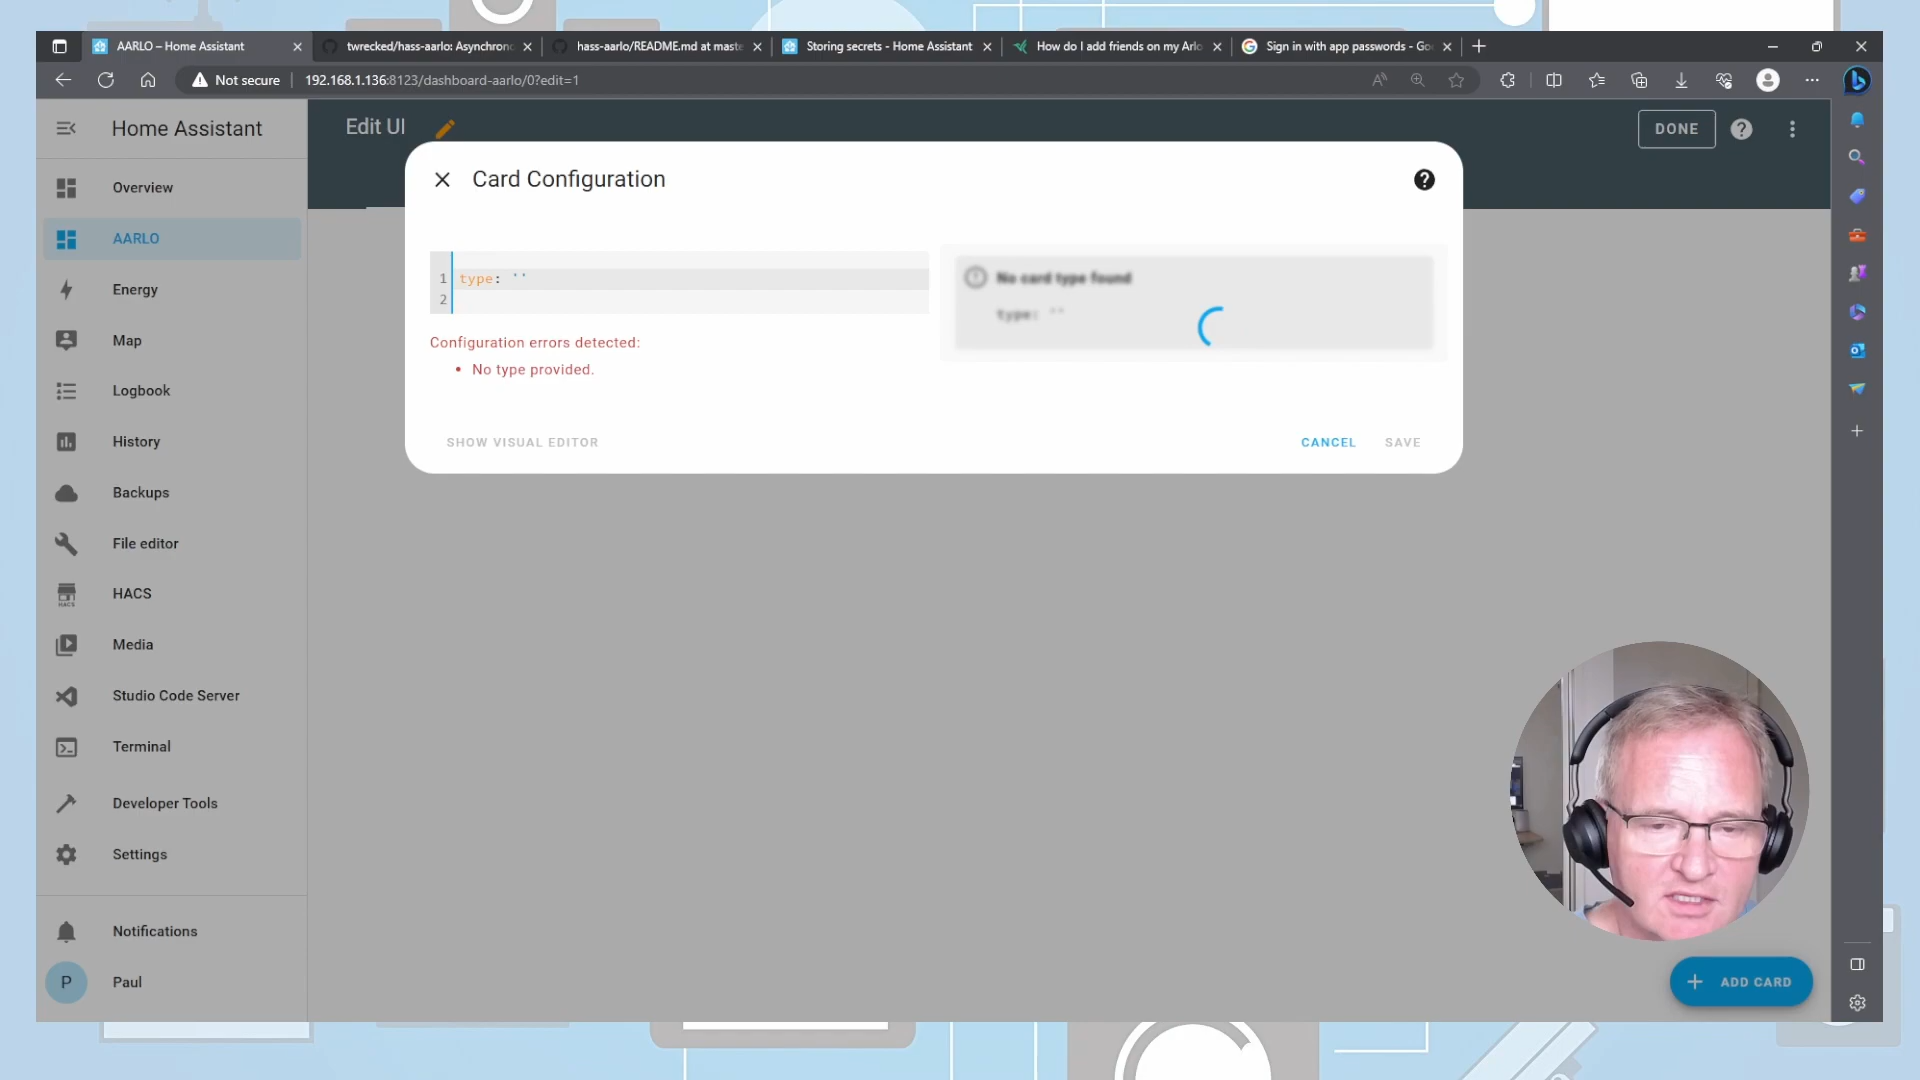 AARLO – Home Assistant
twrecked/hass-aarlo: Asynchron
hass-aarlo/README.md at maste
Storing secrets - Home Assistant
How do I add friends on my Arlo
Sign in with app passwords - Go
Not secure
192.168.1.136:8123/dashboard-aarlo/0?edit=1
Home Assistant
Edit UI
DONE
Card Configuration
Overview
AARLO
Energy
Map
Logbook
History
Backups
File editor
HACS
HACS
Media
Studio Code Server
Terminal
Developer Tools
Settings
Notifications
P
Paul
1 type: ''
2
No card type found
type: ''
Configuration errors detected:
• No type provided.
SHOW VISUAL EDITOR
CANCEL
SAVE
+ ADD CARD